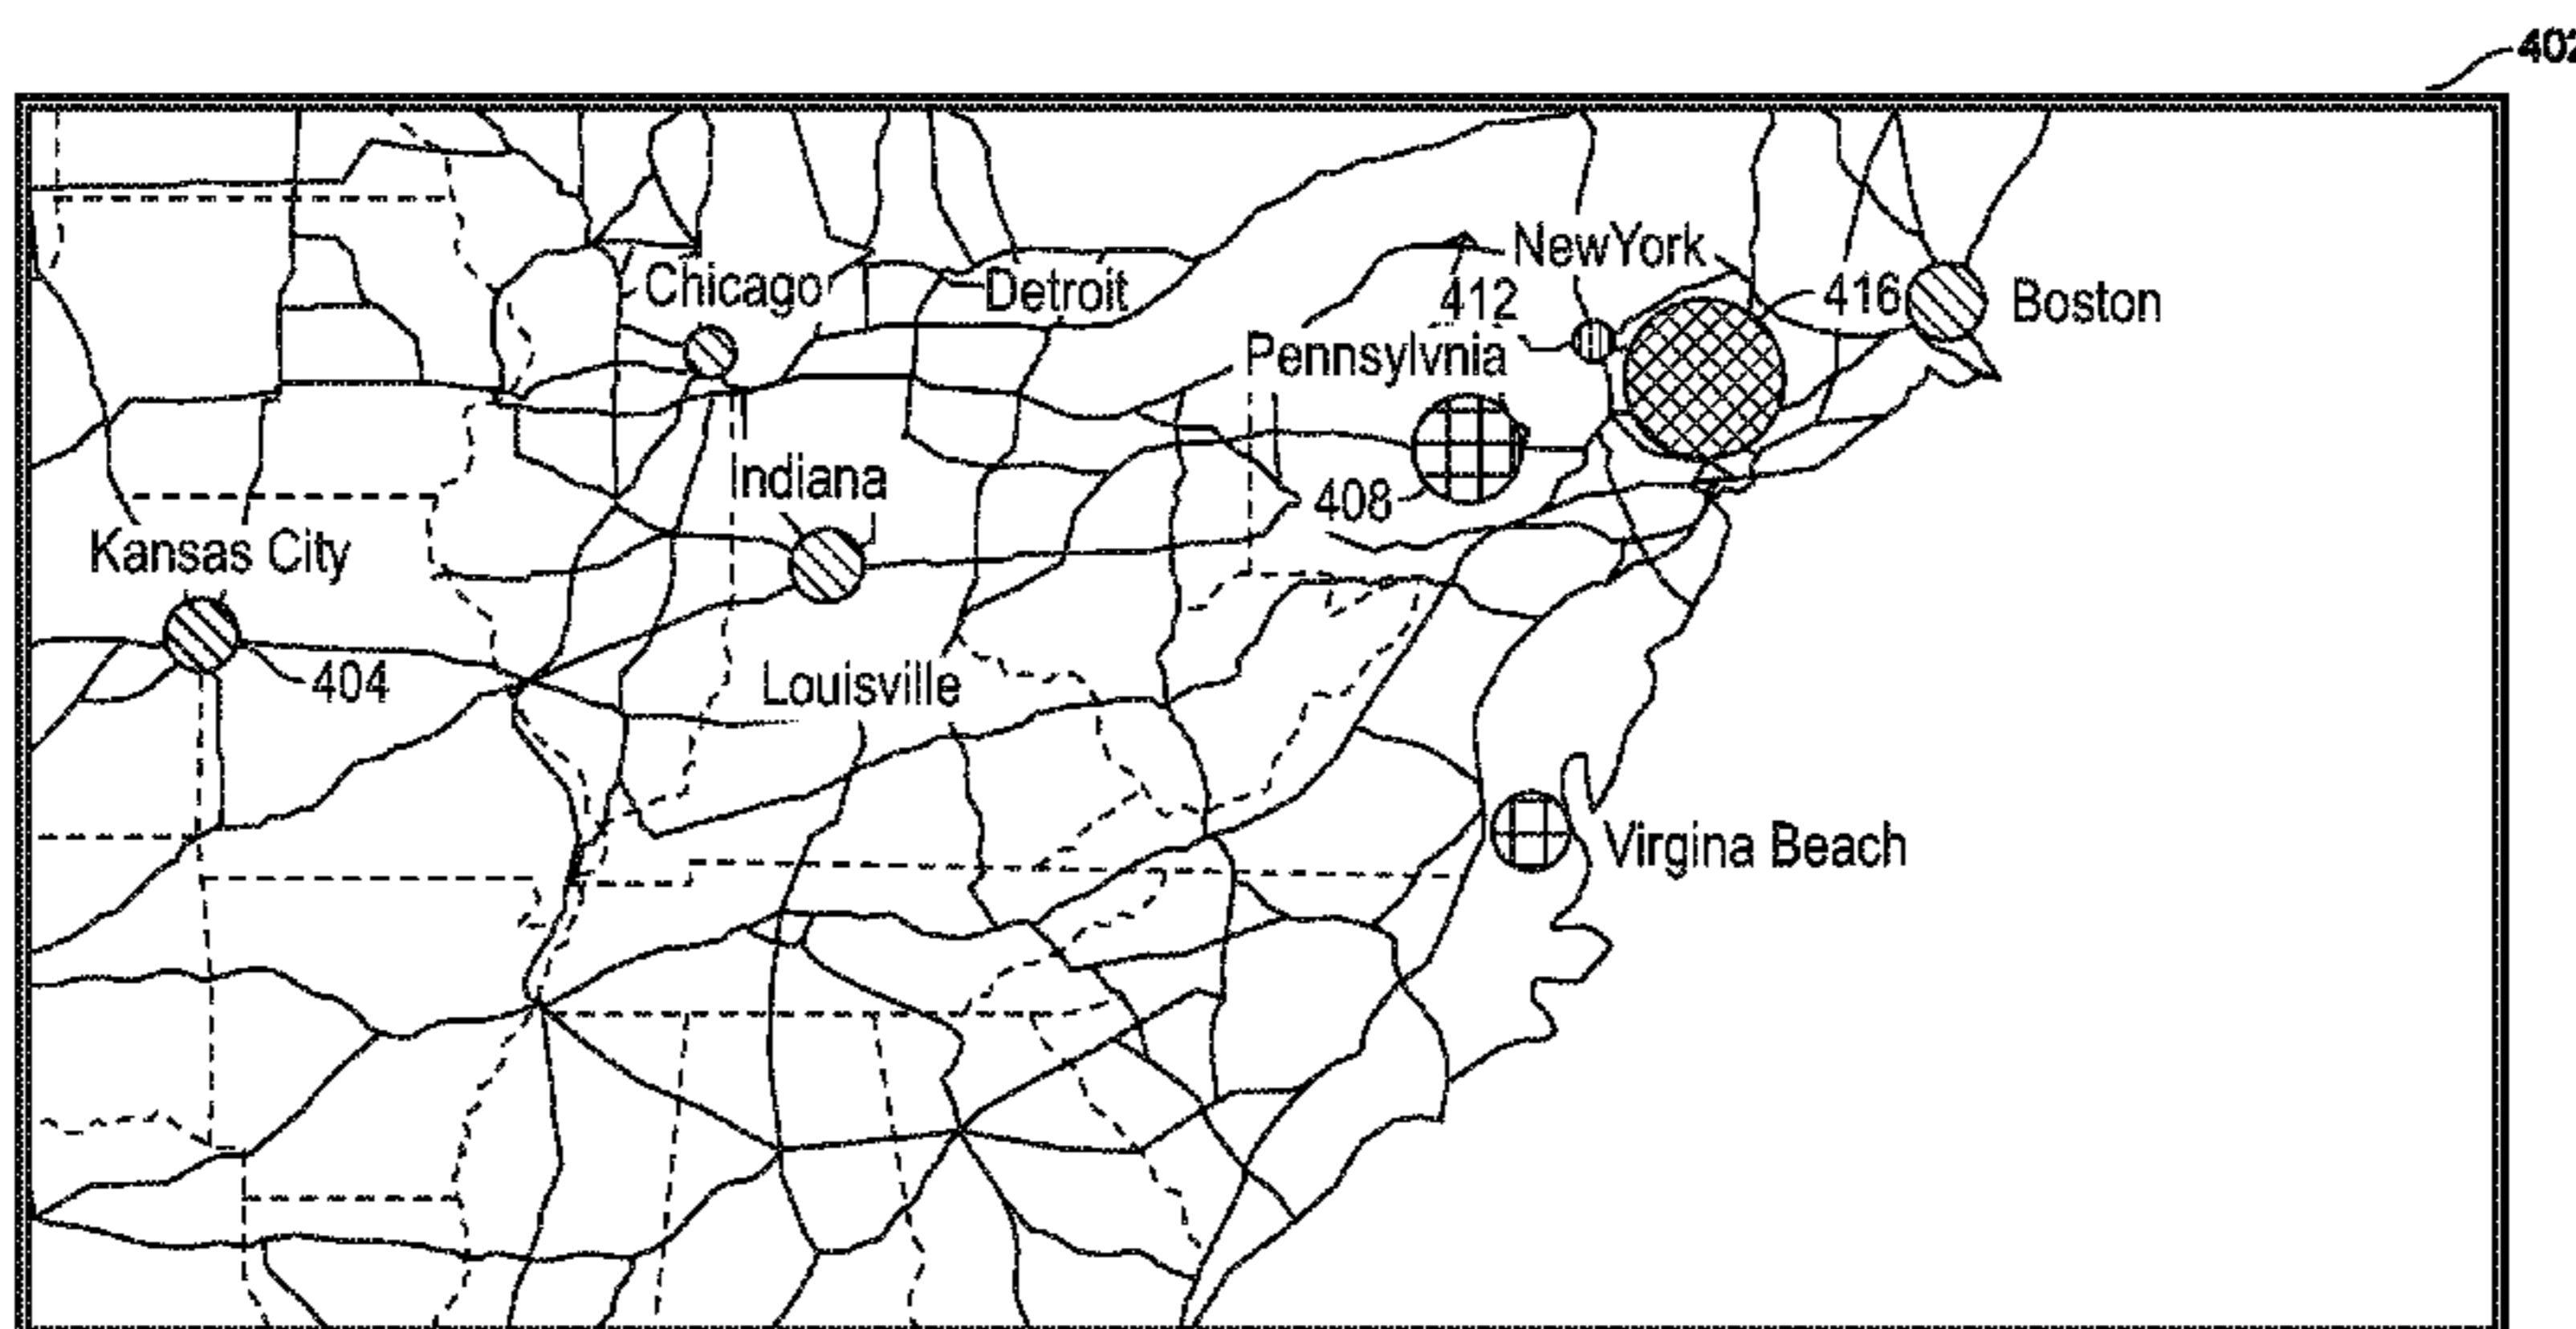 402
NewYork
Chicago
Detroit
412
416
Boston
Pennsylvnia
Indiana
408
Kansas City
404
Louisville
Virgina Beach